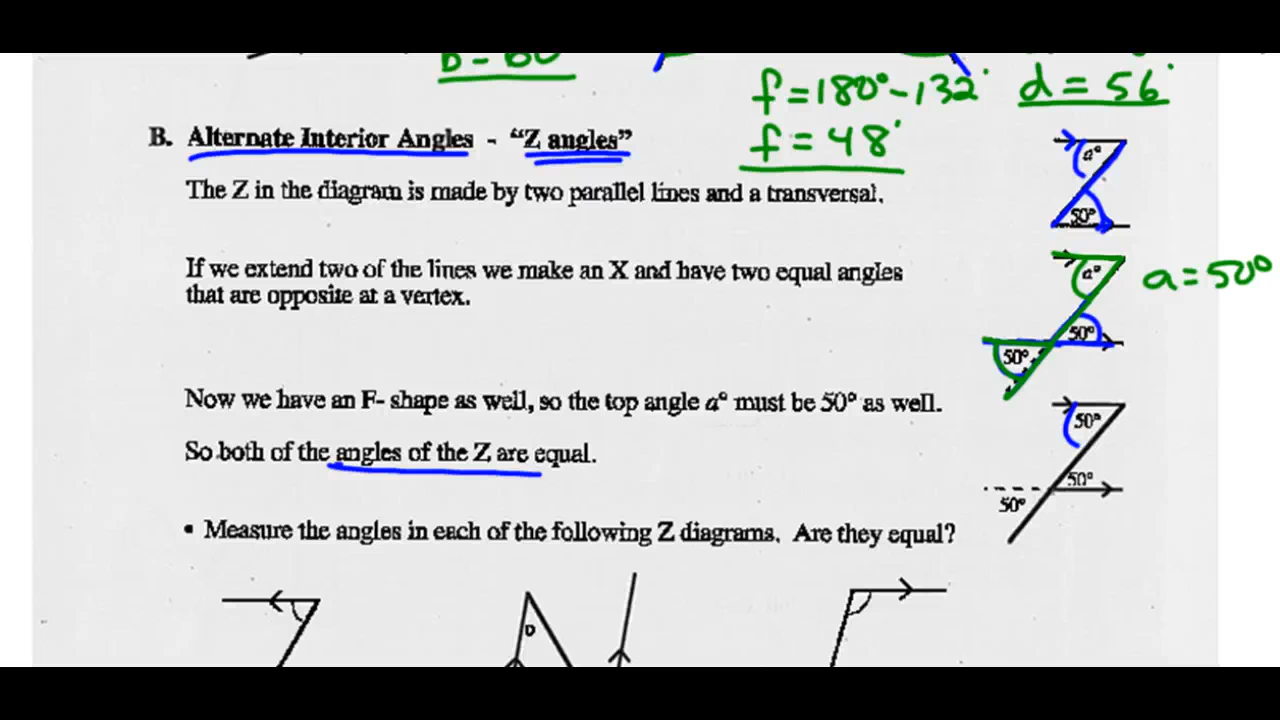 f = 180° - 132°
d = 56°
f = 48°
B. Alternate Interior Angles - “Z angles”
a°
The Z in the diagram is made by two parallel lines and a transversal.
50°
If we extend two of the lines we make an X and have two equal angles
that are opposite at a vertex.
a°
a = 50°
50°
50°
Now we have an F- shape as well, so the top angle a° must be 50° as well.
50°
So both of the angles of the Z are equal.
50°
50°
• Measure the angles in each of the following Z diagrams. Are they equal?